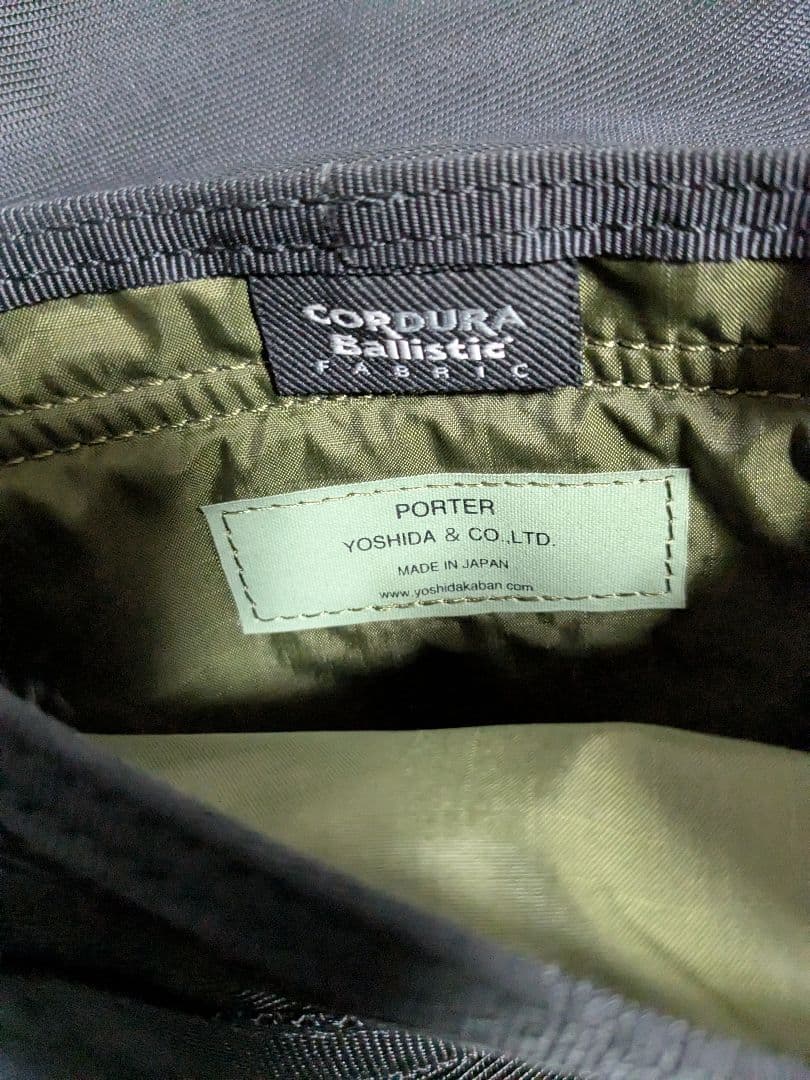 CORDURA
Ballistic
FABRIC
PORTER
YOSHIDA & CO.,LTD.
MADE IN JAPAN
www.yoshidakaban.com